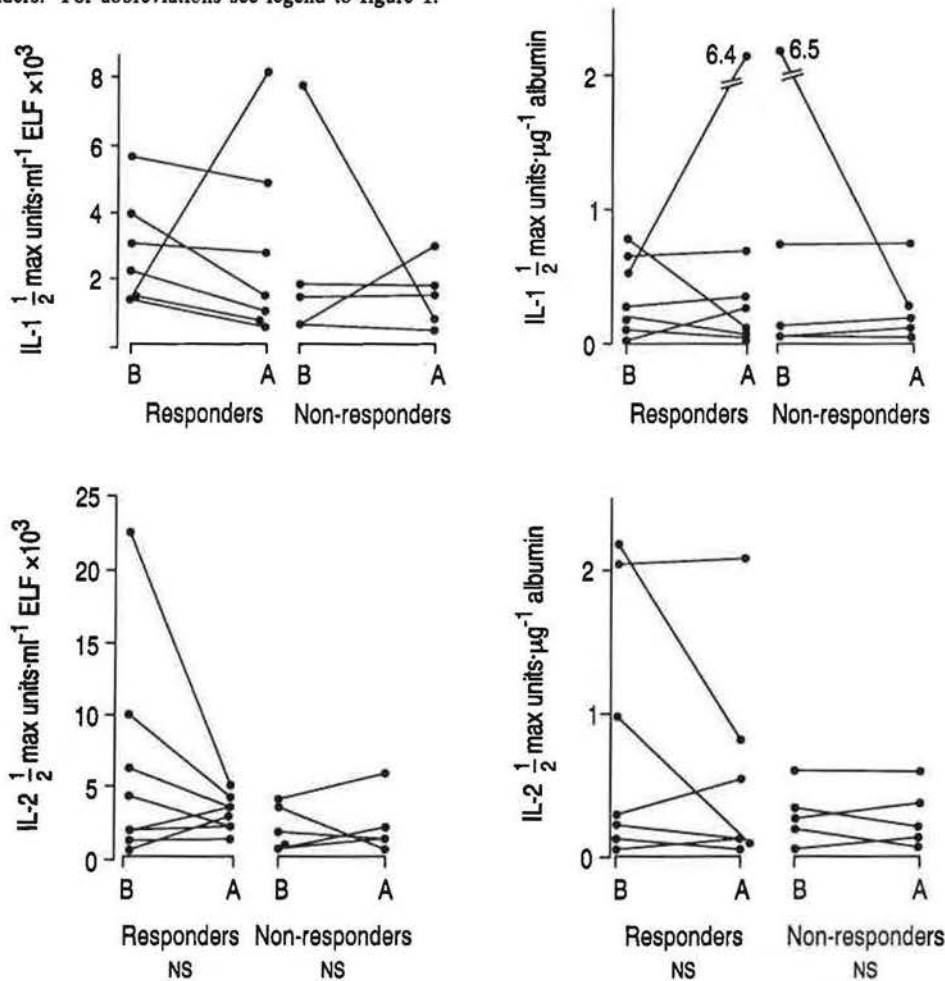 For abbreviations see legend to figure 1.
IL-1 1/2 max units·ml⁻¹ ELF ×10³
8
6
4
2
B A B A
Responders Non-responders
IL-1 1/2 max units·µg⁻¹ albumin
6.4 6.5
2
1
0
B A B A
Responders Non-responders
IL-2 1/2 max units·ml⁻¹ ELF ×10³
25
20
15
10
5
0
B A B A
Responders Non-responders
NS NS
IL-2 1/2 max units·µg⁻¹ albumin
2
1
0
B A B A
Responders Non-responders
NS NS